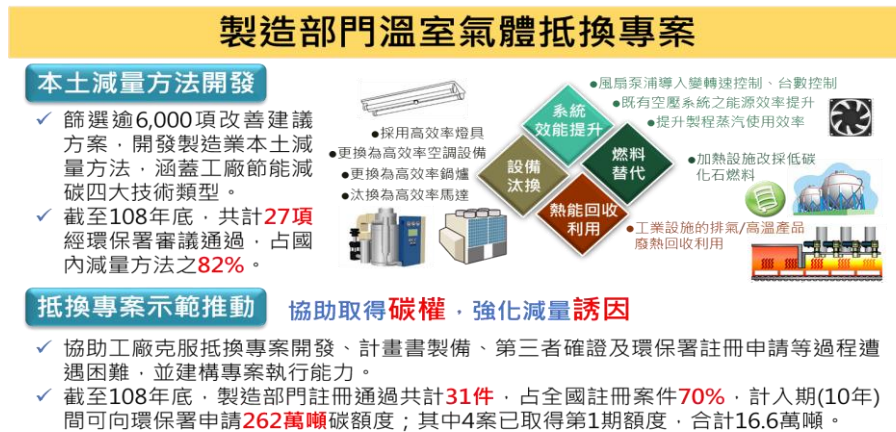 製造部門溫室氣體抵換專案
本土減量方法開發
✓ 篩選逾6,000項改善建議
方案，開發製造業本土減
量方法，涵蓋工廠節能減
碳四大技術類型。
✓ 截至108年底，共計27項
經環保署審議通過，占國
內減量方法之82%。
●採用高效率燈具
●更換為高效率空調設備
●更換為高效率鍋爐
●汰換為高效率馬達
系統
效能提升
設備
汰換
燃料
替代
熱能回收
利用
●風扇泵浦導入變轉速控制、台數控制
●既有空壓系統之能源效率提升
●提升製程蒸汽使用效率
●加熱設施改採低碳
化石燃料
●工業設施的排氣/高溫產品
廢熱回收利用
抵換專案示範推動
協助取得碳權，強化減量誘因
✓ 協助工廠克服抵換專案開發、計畫書製備、第三者確證及環保署註冊申請等過程遭
遇困難，並建構專案執行能力。
✓ 截至108年底，製造部門註冊通過共計31件，占全國註冊案件70%，計入期(10年)
間可向環保署申請262萬噸碳額度；其中4案已取得第1期額度，合計16.6萬噸。